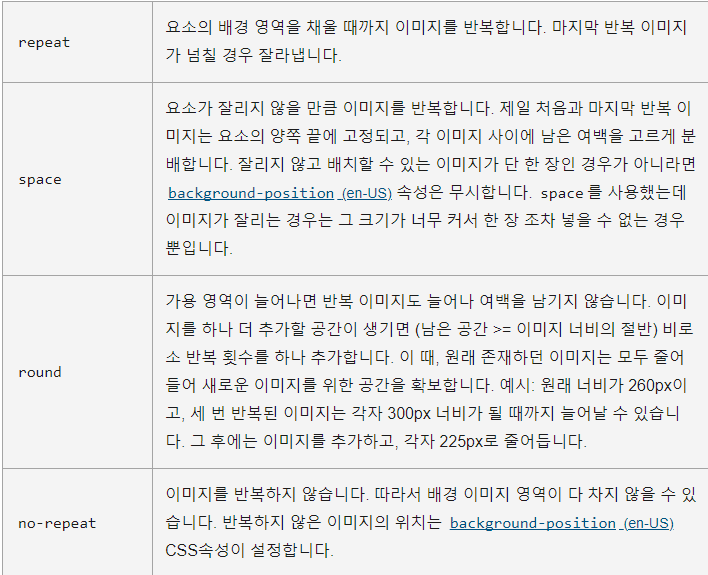 repeat
요소의 배경 영역을 채울 때까지 이미지를 반복합니다. 마지막 반복 이미지
가 넘칠 경우 잘라냅니다.
space
요소가 잘리지 않을 만큼 이미지를 반복합니다. 제일 처음과 마지막 반복 이
미지는 요소의 양쪽 끝에 고정되고, 각 이미지 사이에 남은 여백을 고르게 분
배합니다. 잘리지 않고 배치할 수 있는 이미지가 단 한 장인 경우가 아니라면
background-position (en-US) 속성은 무시합니다. space를 사용했는데
이미지가 잘리는 경우는 그 크기가 너무 커서 한 장 조차 넣을 수 없는 경우
뿐입니다.
round
가용 영역이 늘어나면 반복 이미지도 늘어나 여백을 남기지 않습니다. 이미
지를 하나 더 추가할 공간이 생기면 (남은 공간 >= 이미지 너비의 절반) 비로
소 반복 횟수를 하나 추가합니다. 이 때, 원래 존재하던 이미지는 모두 줄어
들어 새로운 이미지를 위한 공간을 확보합니다. 예시: 원래 너비가 260px이
고, 세 번 반복된 이미지는 각자 300px 너비가 될 때까지 늘어날 수 있습니
다. 그 후에는 이미지를 추가하고, 각자 225px로 줄어듭니다.
no-repeat
이미지를 반복하지 않습니다. 따라서 배경 이미지 영역이 다 차지 않을 수 있
습니다. 반복하지 않은 이미지의 위치는 background-position (en-US)
CSS속성이 설정합니다.